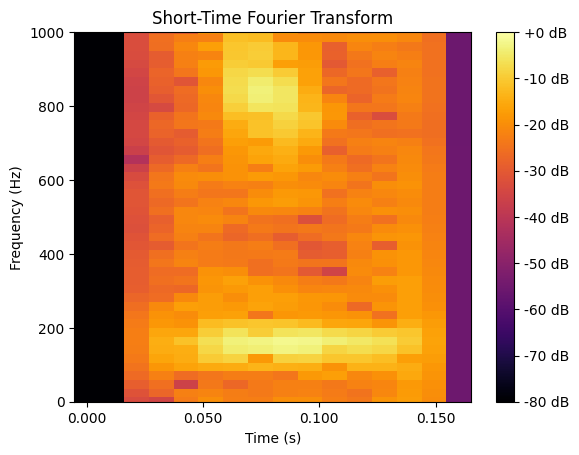 Short-Time Fourier Transform
1000
800
600
400
200
0
Frequency (Hz)
0.000
0.050
0.100
0.150
Time (s)
+0 dB
-10 dB
-20 dB
-30 dB
-40 dB
-50 dB
-60 dB
-70 dB
-80 dB